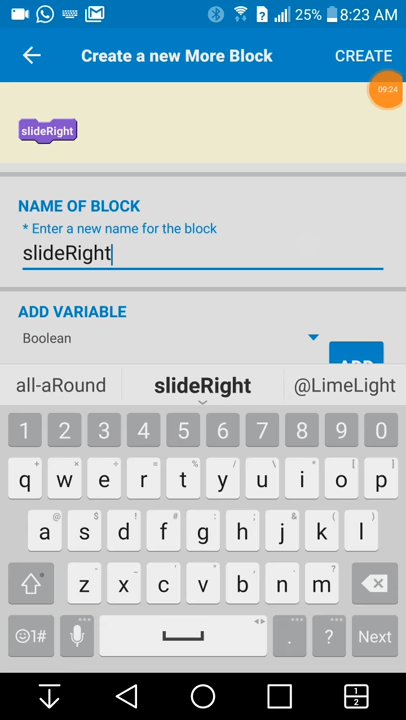 25% 8:23 AM
Create a new More Block CREATE
09:24
slideRight
NAME OF BLOCK
* Enter a new name for the block
slideRight
ADD VARIABLE
Boolean
ADD
all-aRound slideRight @LimeLight
1 2 3 4 5 6 7 8 9 0
q w e r t y u i o p
a s d f g h j k l
z x c v b n m
☺1# . ? Next
1 2